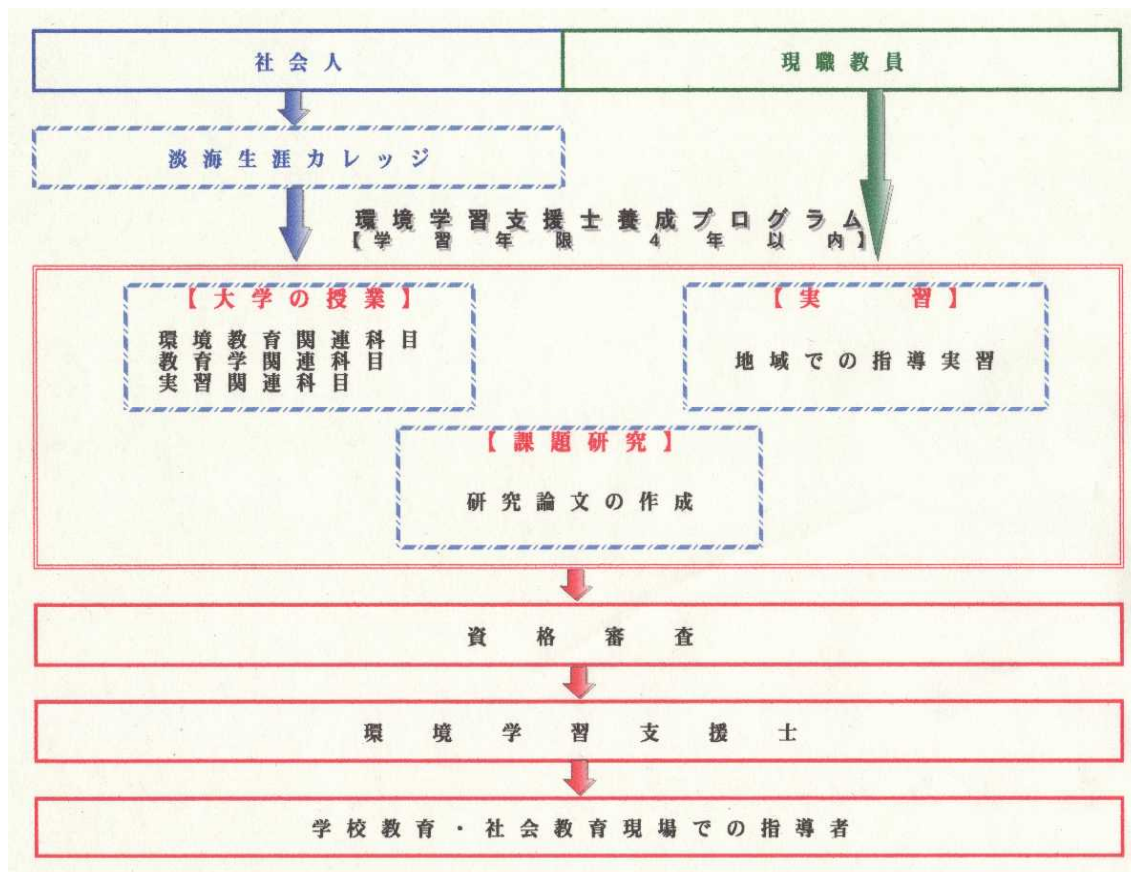 社会人
現職教員
淡海生涯カレッジ
環境学習支援士養成プログラム
【学習年限 4年以内】
【大学の授業】
環境教育関連科目
教育学関連科目
実習関連科目
【実 習】
地域での指導実習
【課題研究】
研究論文の作成
資格審査
環境学習支援士
学校教育・社会教育現場での指導者